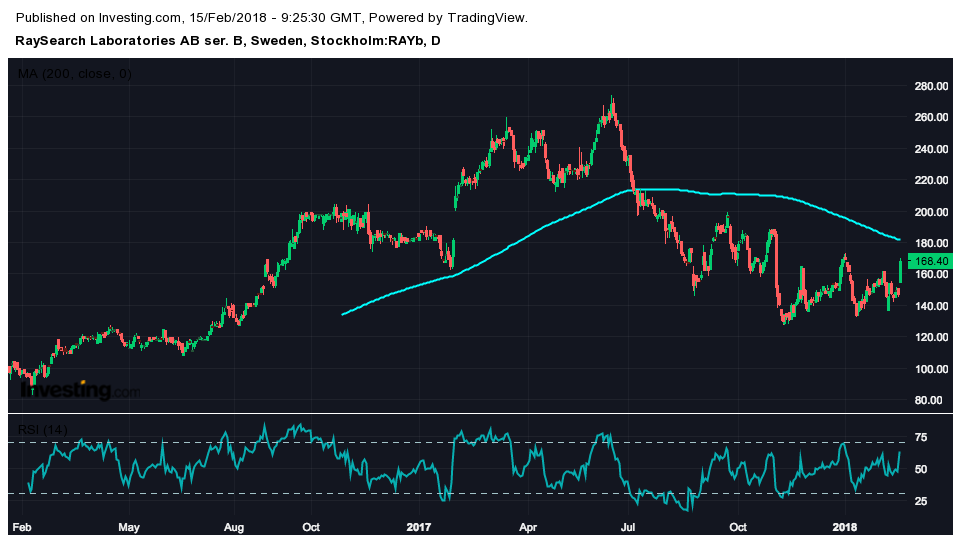 Published on Investing.com, 15/Feb/2018 - 9:25:30 GMT, Powered by TradingView.
RaySearch Laboratories AB ser. B, Sweden, Stockholm:RAYb, D
MA (200, close, 0)
280.00
260.00
240.00
220.00
200.00
180.00
168.40
160.00
140.00
120.00
100.00
80.00
Investing.com
RSI (14)
75
50
25
Feb May Aug Oct 2017 Apr Jul Oct 2018